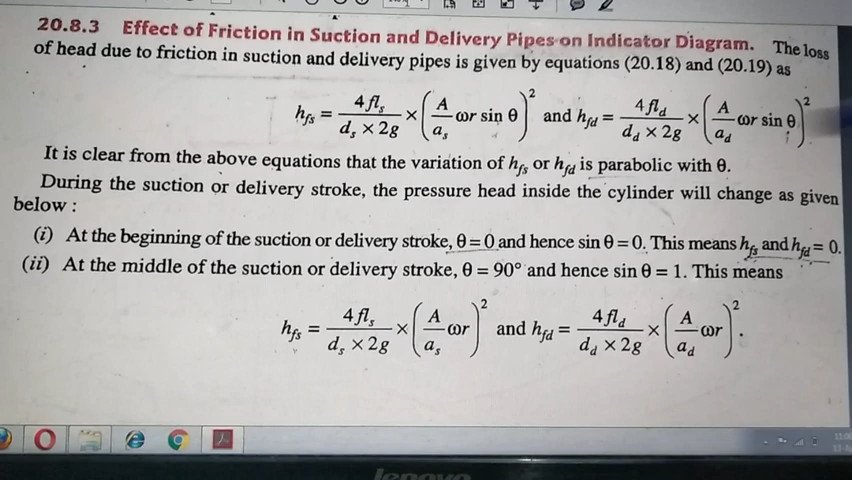 20.8.3 Effect of Friction in Suction and Delivery Pipes on Indicator Diagram. The loss
of head due to friction in suction and delivery pipes is given by equations (20.18) and (20.19) as
h_fs = 4fl_s / (d_s × 2g) × (A/a_s ωr sin θ)² and h_fd = 4fl_d / (d_d × 2g) × (A/a_d ωr sin θ)²
It is clear from the above equations that the variation of h_fs or h_fd is parabolic with θ.
During the suction or delivery stroke, the pressure head inside the cylinder will change as given
below :
(i) At the beginning of the suction or delivery stroke, θ = 0 and hence sin θ = 0. This means h_fs and h_fd = 0.
(ii) At the middle of the suction or delivery stroke, θ = 90° and hence sin θ = 1. This means
h_fs = 4fl_s / (d_s × 2g) × (A/a_s ωr)² and h_fd = 4fl_d / (d_d × 2g) × (A/a_d ωr)².
lenovo